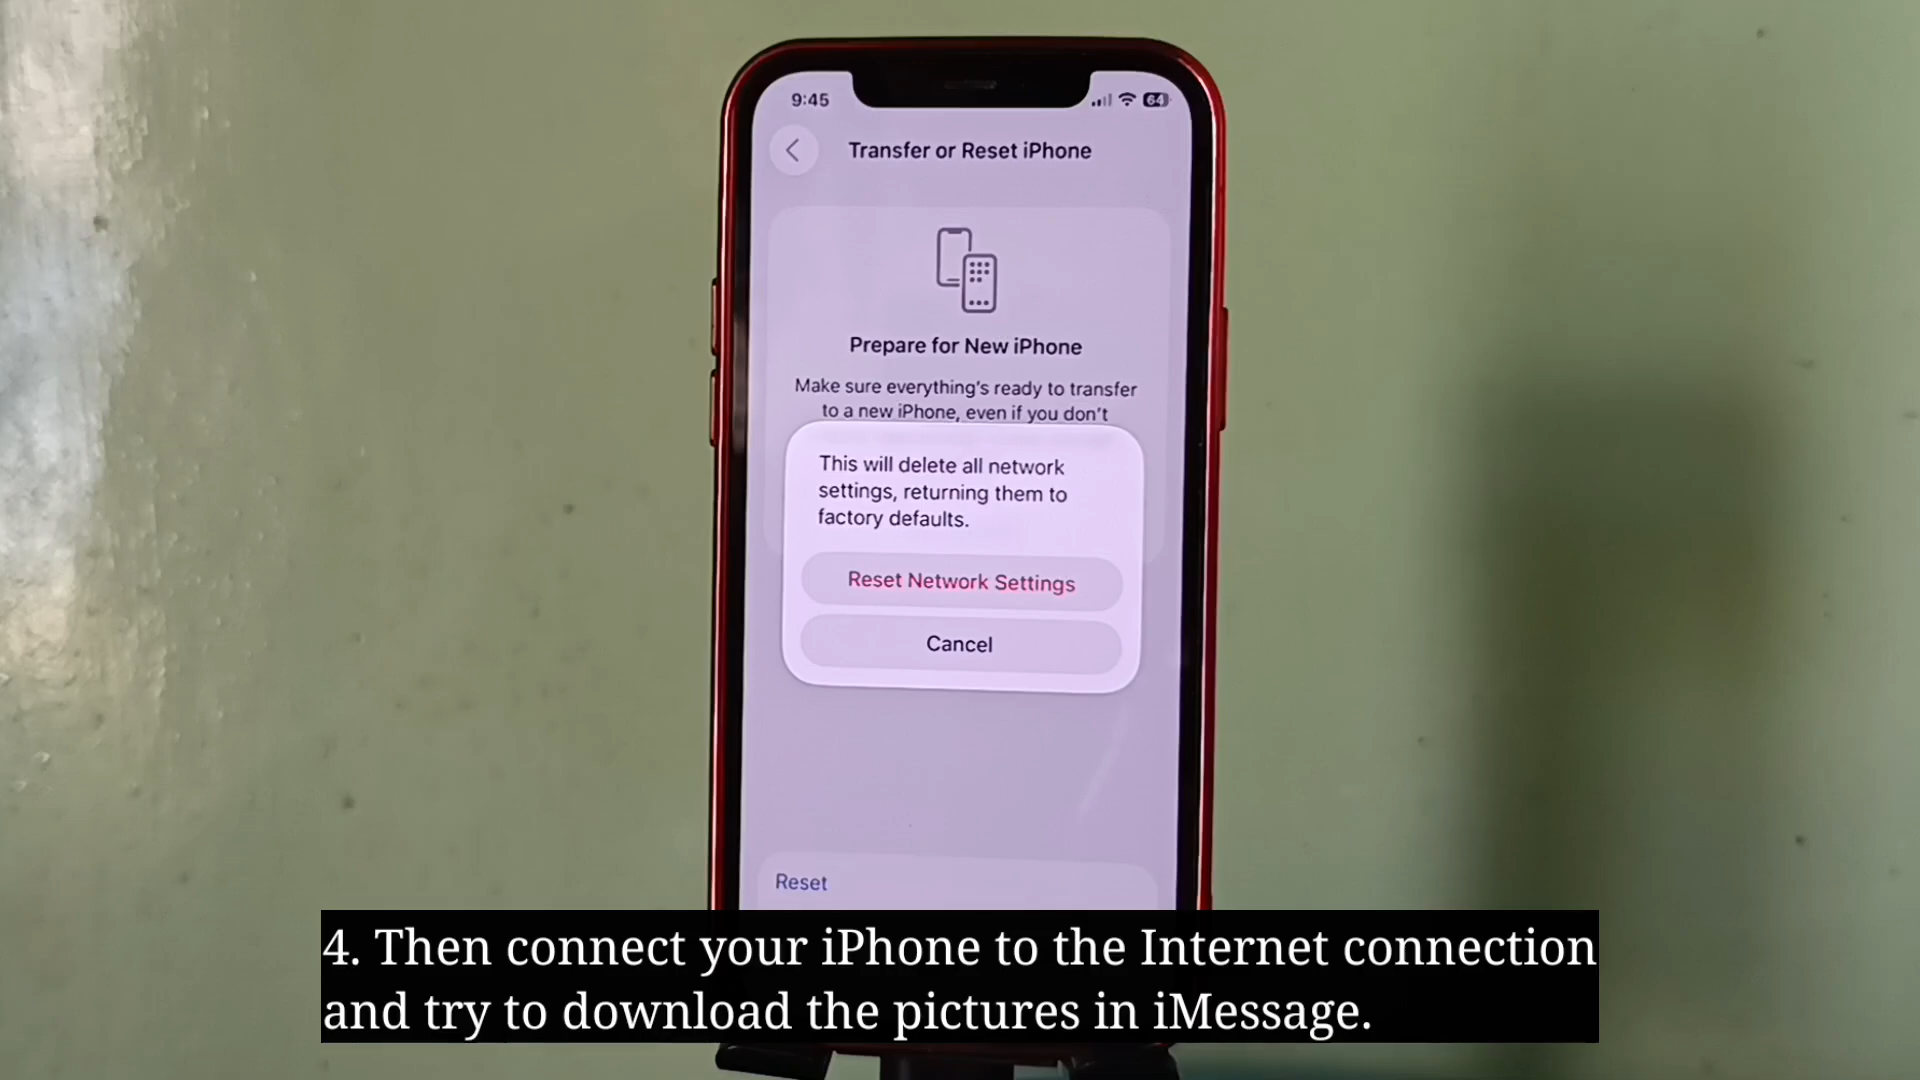 9:45
64
Transfer or Reset iPhone
Prepare for New iPhone
Make sure everything's ready to transfer
to a new iPhone, even if you don't
This will delete all network
settings, returning them to
factory defaults.
Reset Network Settings
Cancel
Reset
4. Then connect your iPhone to the Internet connection
and try to download the pictures in iMessage.